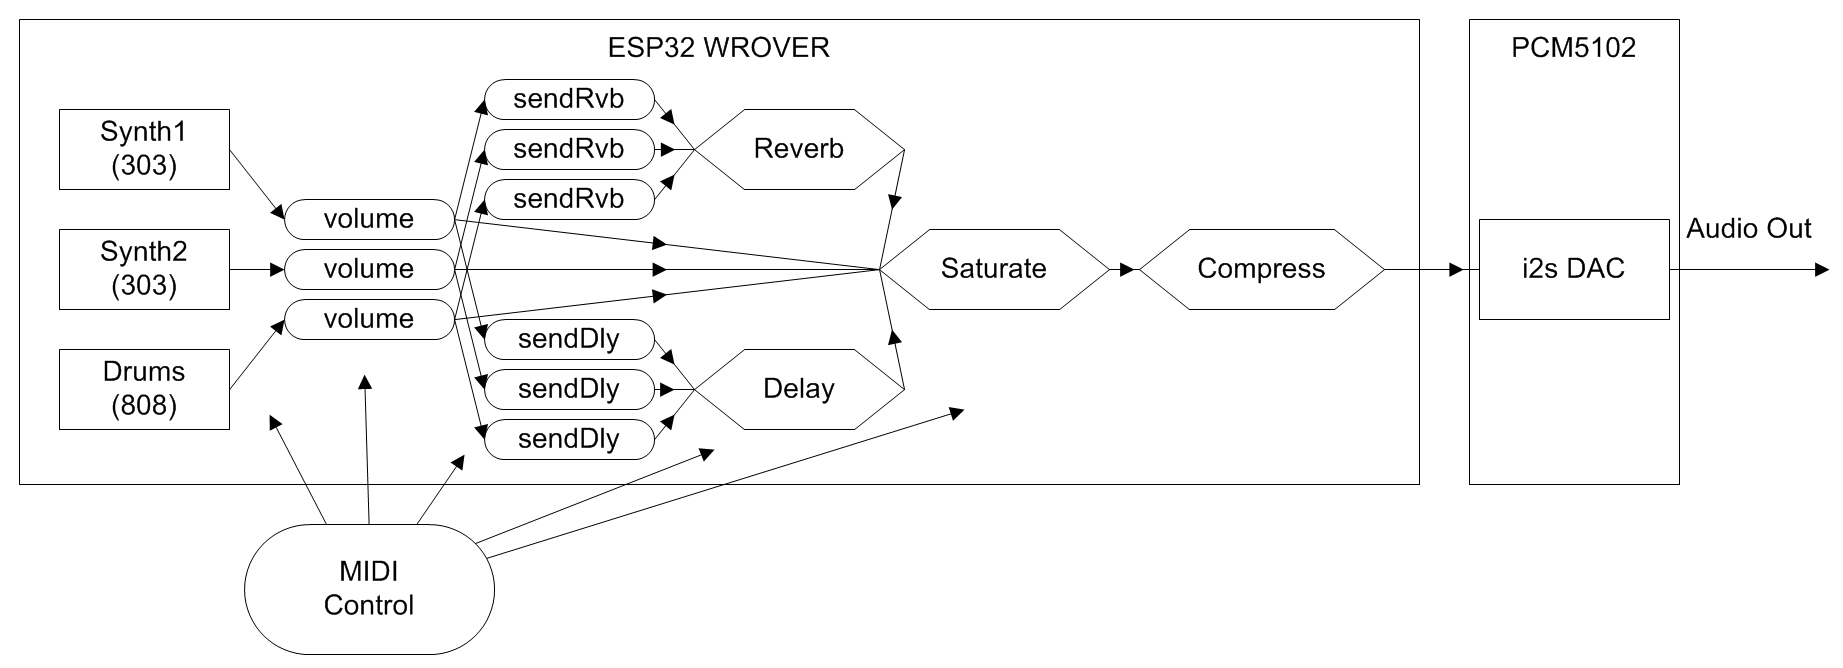 ESP32 WROVER
PCM5102
Synth1
(303)
Synth2
(303)
Drums
(808)
volume
volume
volume
sendRvb
sendRvb
sendRvb
Reverb
sendDly
sendDly
sendDly
Delay
Saturate
Compress
i2s DAC
Audio Out
MIDI
Control